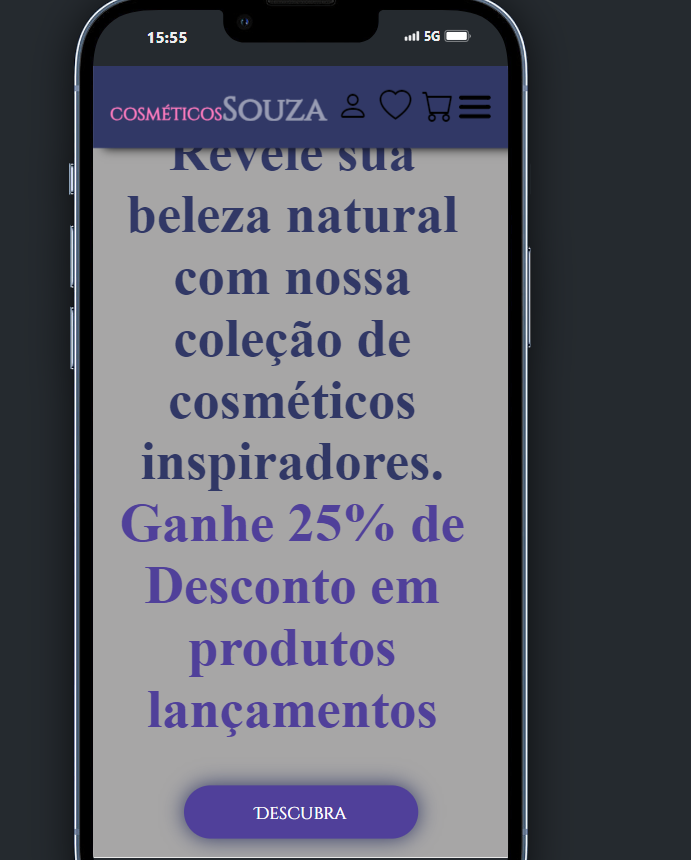 15:55 5G
COSMÉTICOSSOUZA
Revele sua
beleza natural
com nossa
coleção de
cosméticos
inspiradores.
Ganhe 25% de
Desconto em
produtos
lançamentos
DESCUBRA